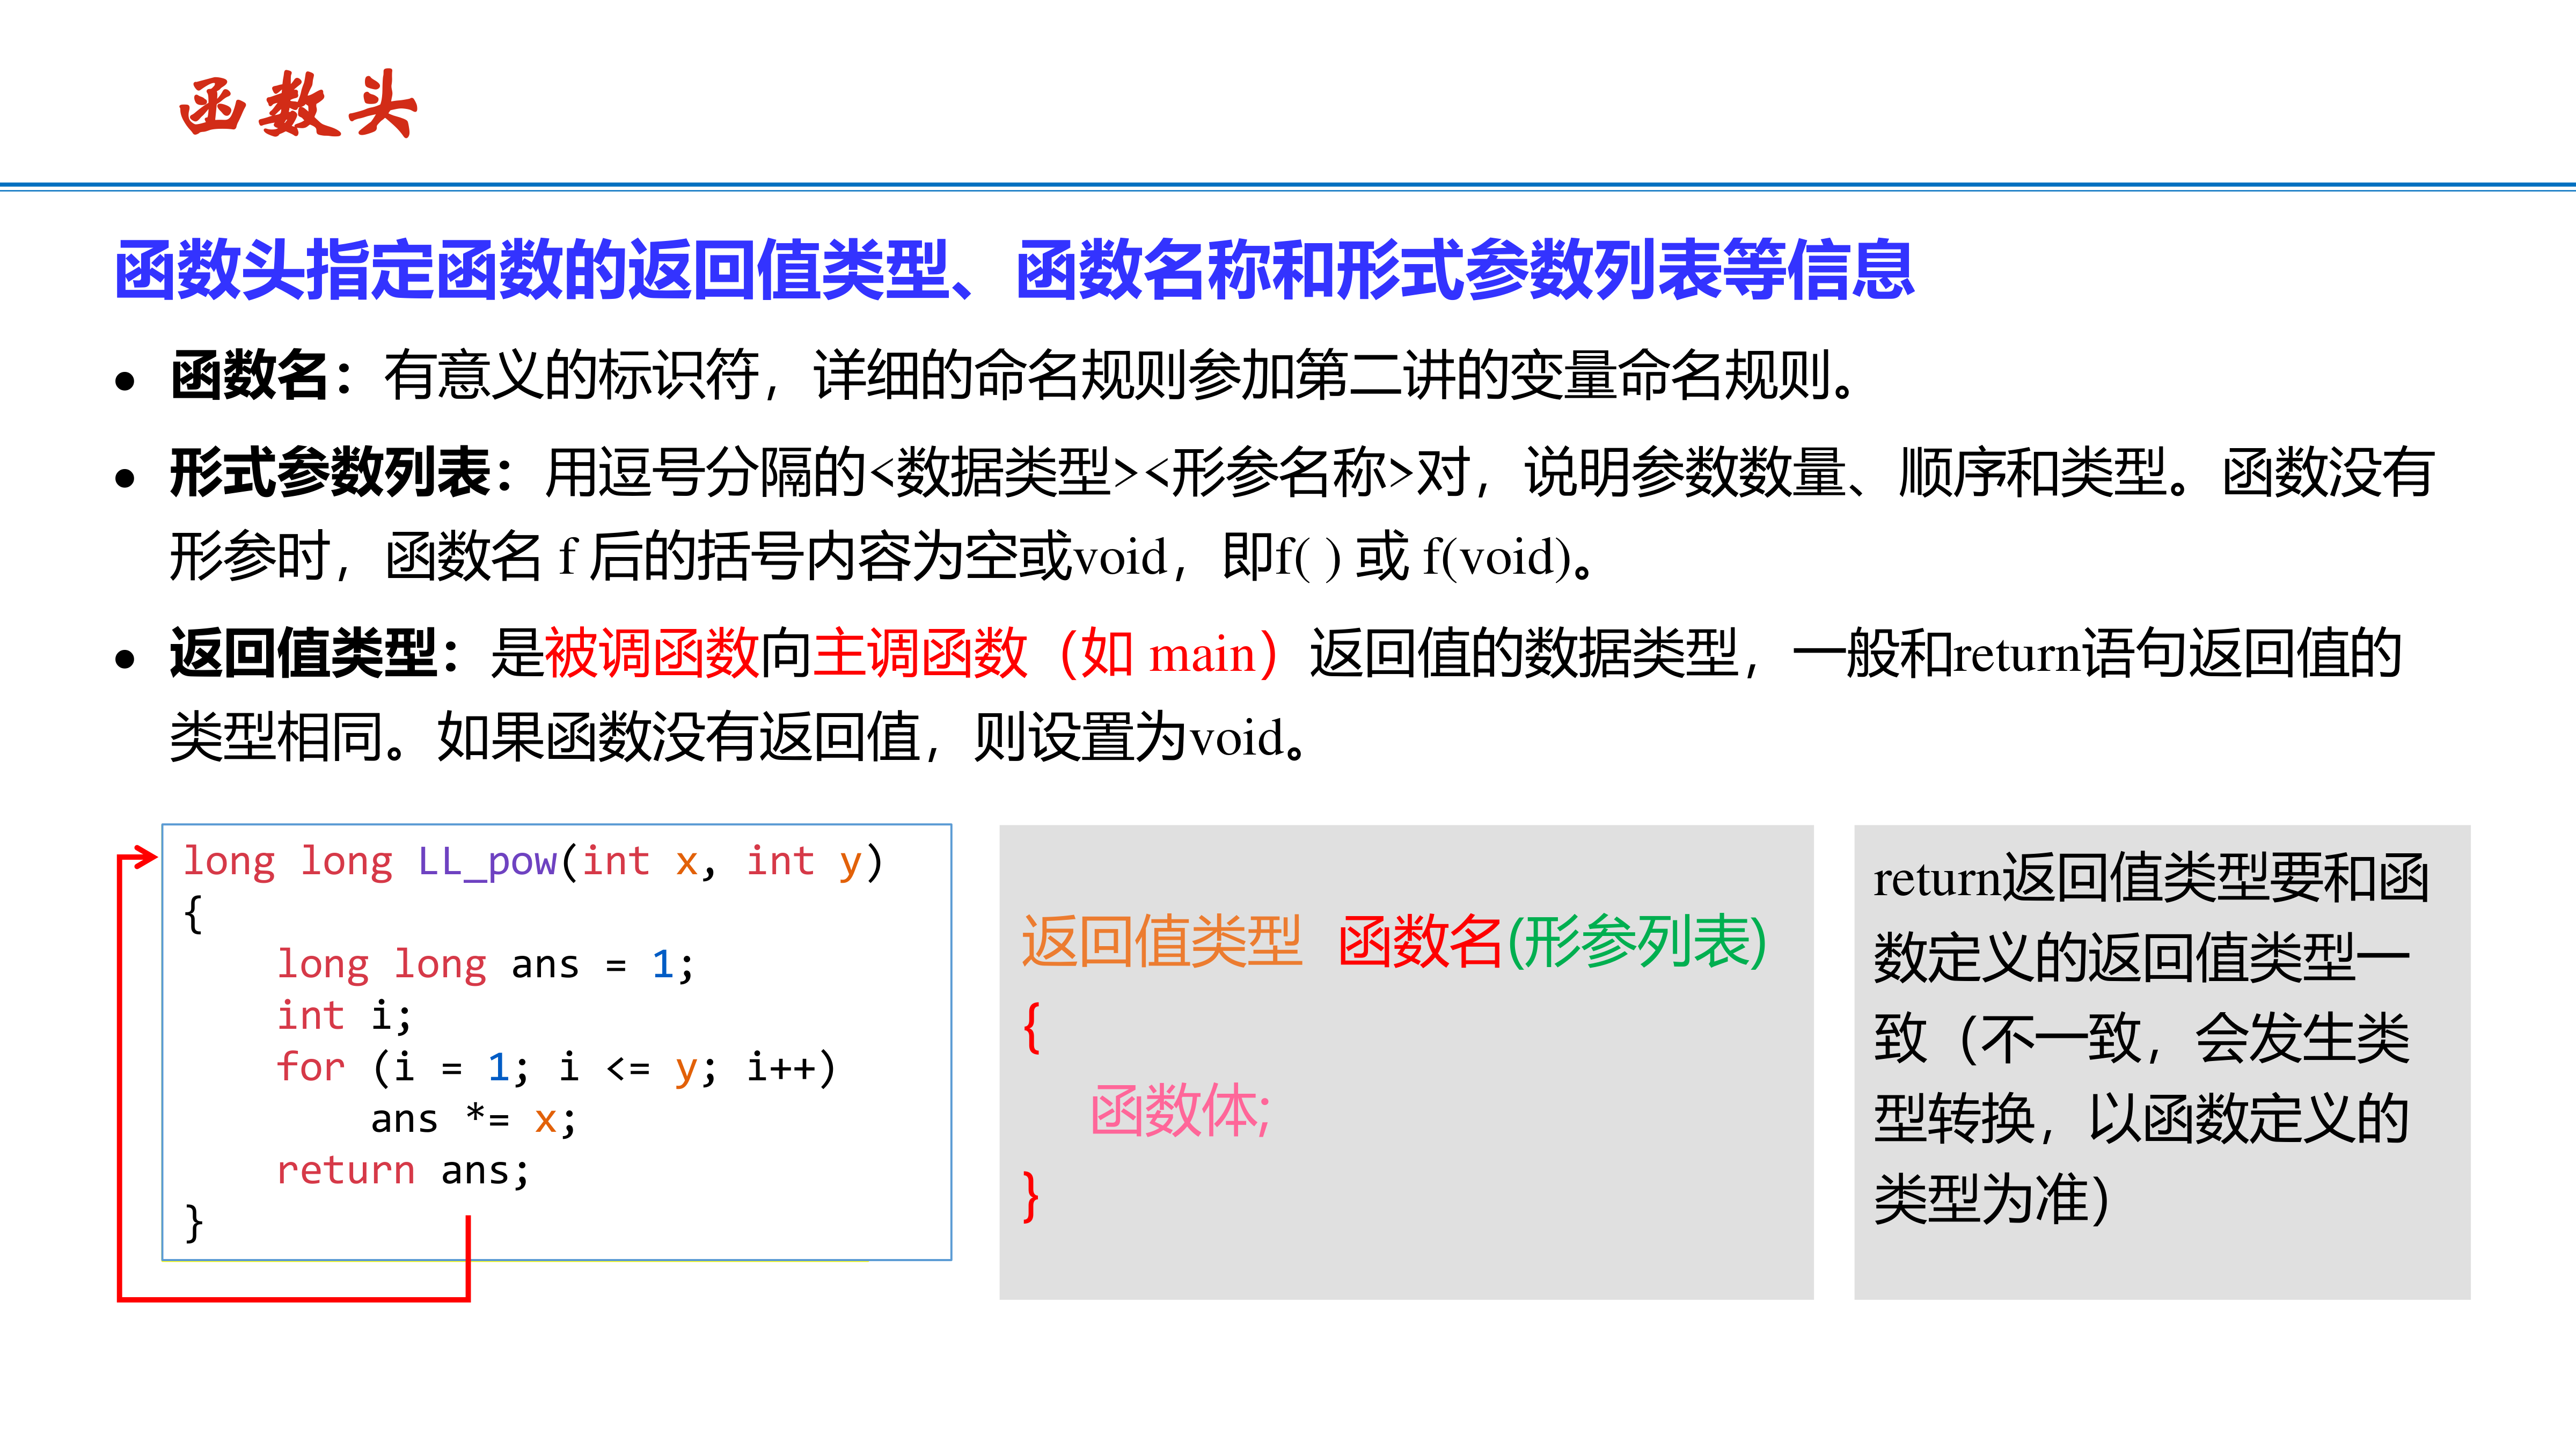 函数头
函数头指定函数的返回值类型、函数名称和形式参数列表等信息
• 函数名：有意义的标识符，详细的命名规则参加第二讲的变量命名规则。
• 形式参数列表：用逗号分隔的<数据类型><形参名称>对，说明参数数量、顺序和类型。函数没有
形参时，函数名 f 后的括号内容为空或void，即f( ) 或 f(void)。
• 返回值类型：是被调函数向主调函数（如 main）返回值的数据类型，一般和return语句返回值的
类型相同。如果函数没有返回值，则设置为void。
long long LL_pow(int x, int y)
{
    long long ans = 1;
    int i;
    for (i = 1; i <= y; i++)
        ans *= x;
    return ans;
}
返回值类型 函数名(形参列表)
{
函数体;
}
return返回值类型要和函
数定义的返回值类型一
致（不一致，会发生类
型转换，以函数定义的
类型为准）